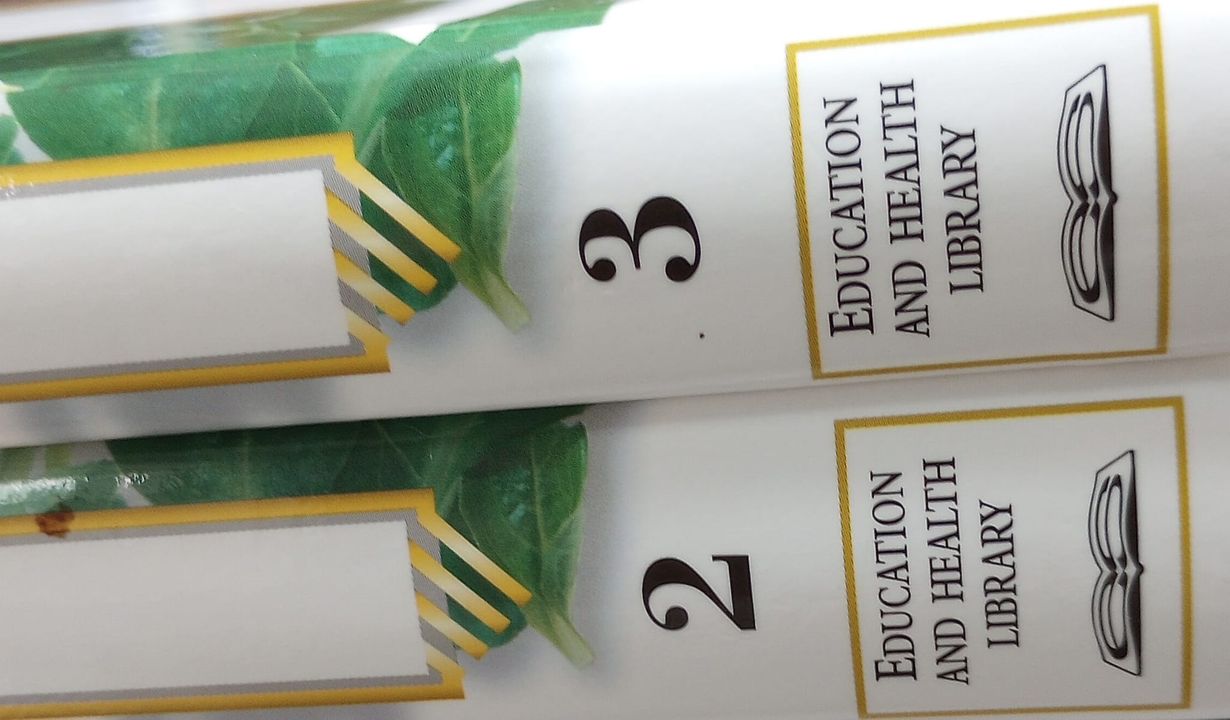 3
EDUCATION
AND HEALTH
LIBRARY
2
EDUCATION
AND HEALTH
LIBRARY